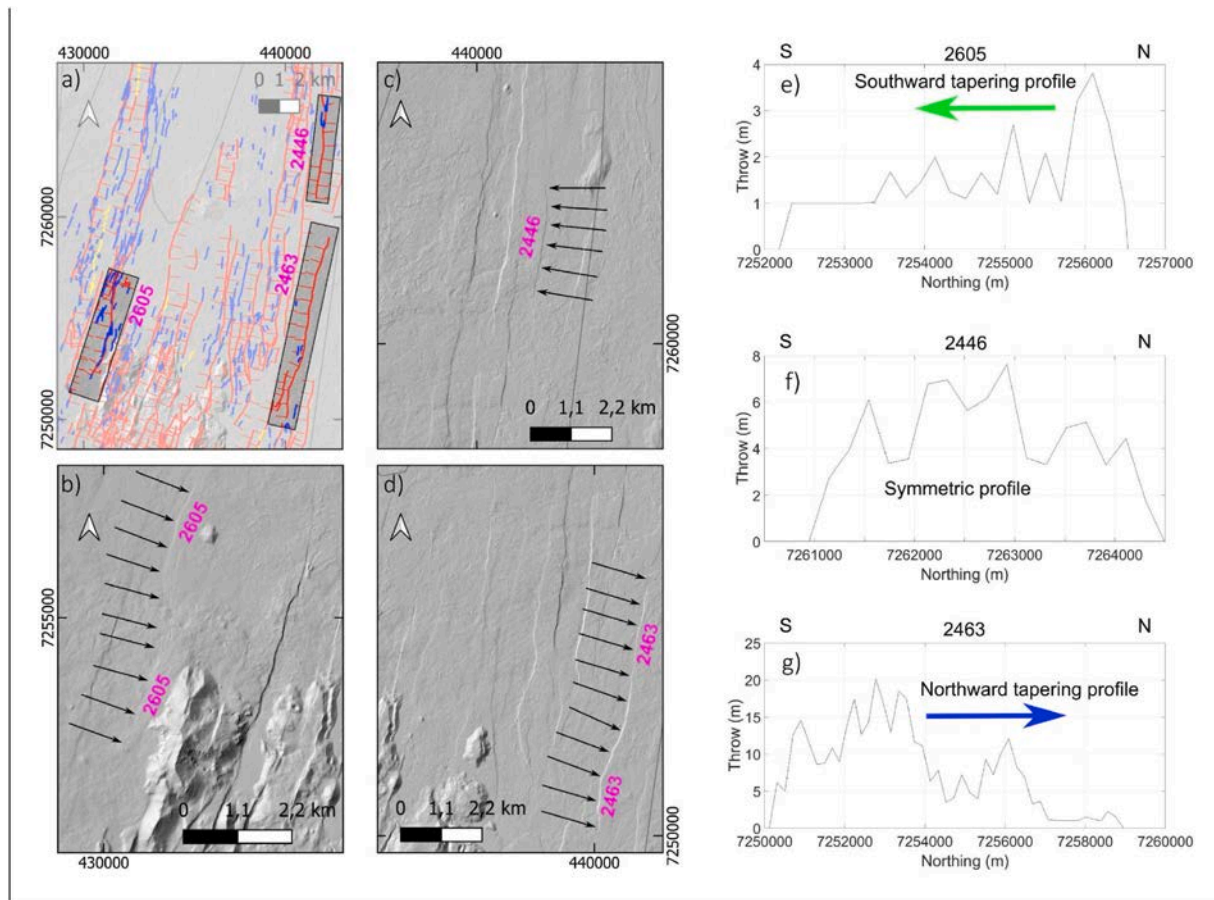 430000
440000
a)
0 1 2 km
2446
2463
2605
7260000
7250000
440000
c)
2446
7260000
0 1,1 2,2 km
b)
2605
2605
7255000
0 1,1 2,2 km
430000
d)
2463
2463
0 1,1 2,2 km
7250000
440000
S 2605 N
e)
Southward tapering profile
Throw (m)
4
3
2
1
0
7252000 7253000 7254000 7255000 7256000 7257000
Northing (m)
S 2446 N
f)
Symmetric profile
Throw (m)
8
6
4
2
0
7261000 7262000 7263000 7264000
Northing (m)
S 2463 N
g)
Northward tapering profile
Throw (m)
25
20
15
10
5
0
7250000 7252000 7254000 7256000 7258000 7260000
Northing (m)